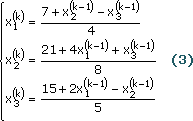 x₁⁽ᵏ⁾ = (7 + x₂⁽ᵏ⁻¹⁾ − x₃⁽ᵏ⁻¹⁾) / 4
x₂⁽ᵏ⁾ = (21 + 4x₁⁽ᵏ⁻¹⁾ + x₃⁽ᵏ⁻¹⁾) / 8 (3)
x₃⁽ᵏ⁾ = (15 + 2x₁⁽ᵏ⁻¹⁾ − x₂⁽ᵏ⁻¹⁾) / 5